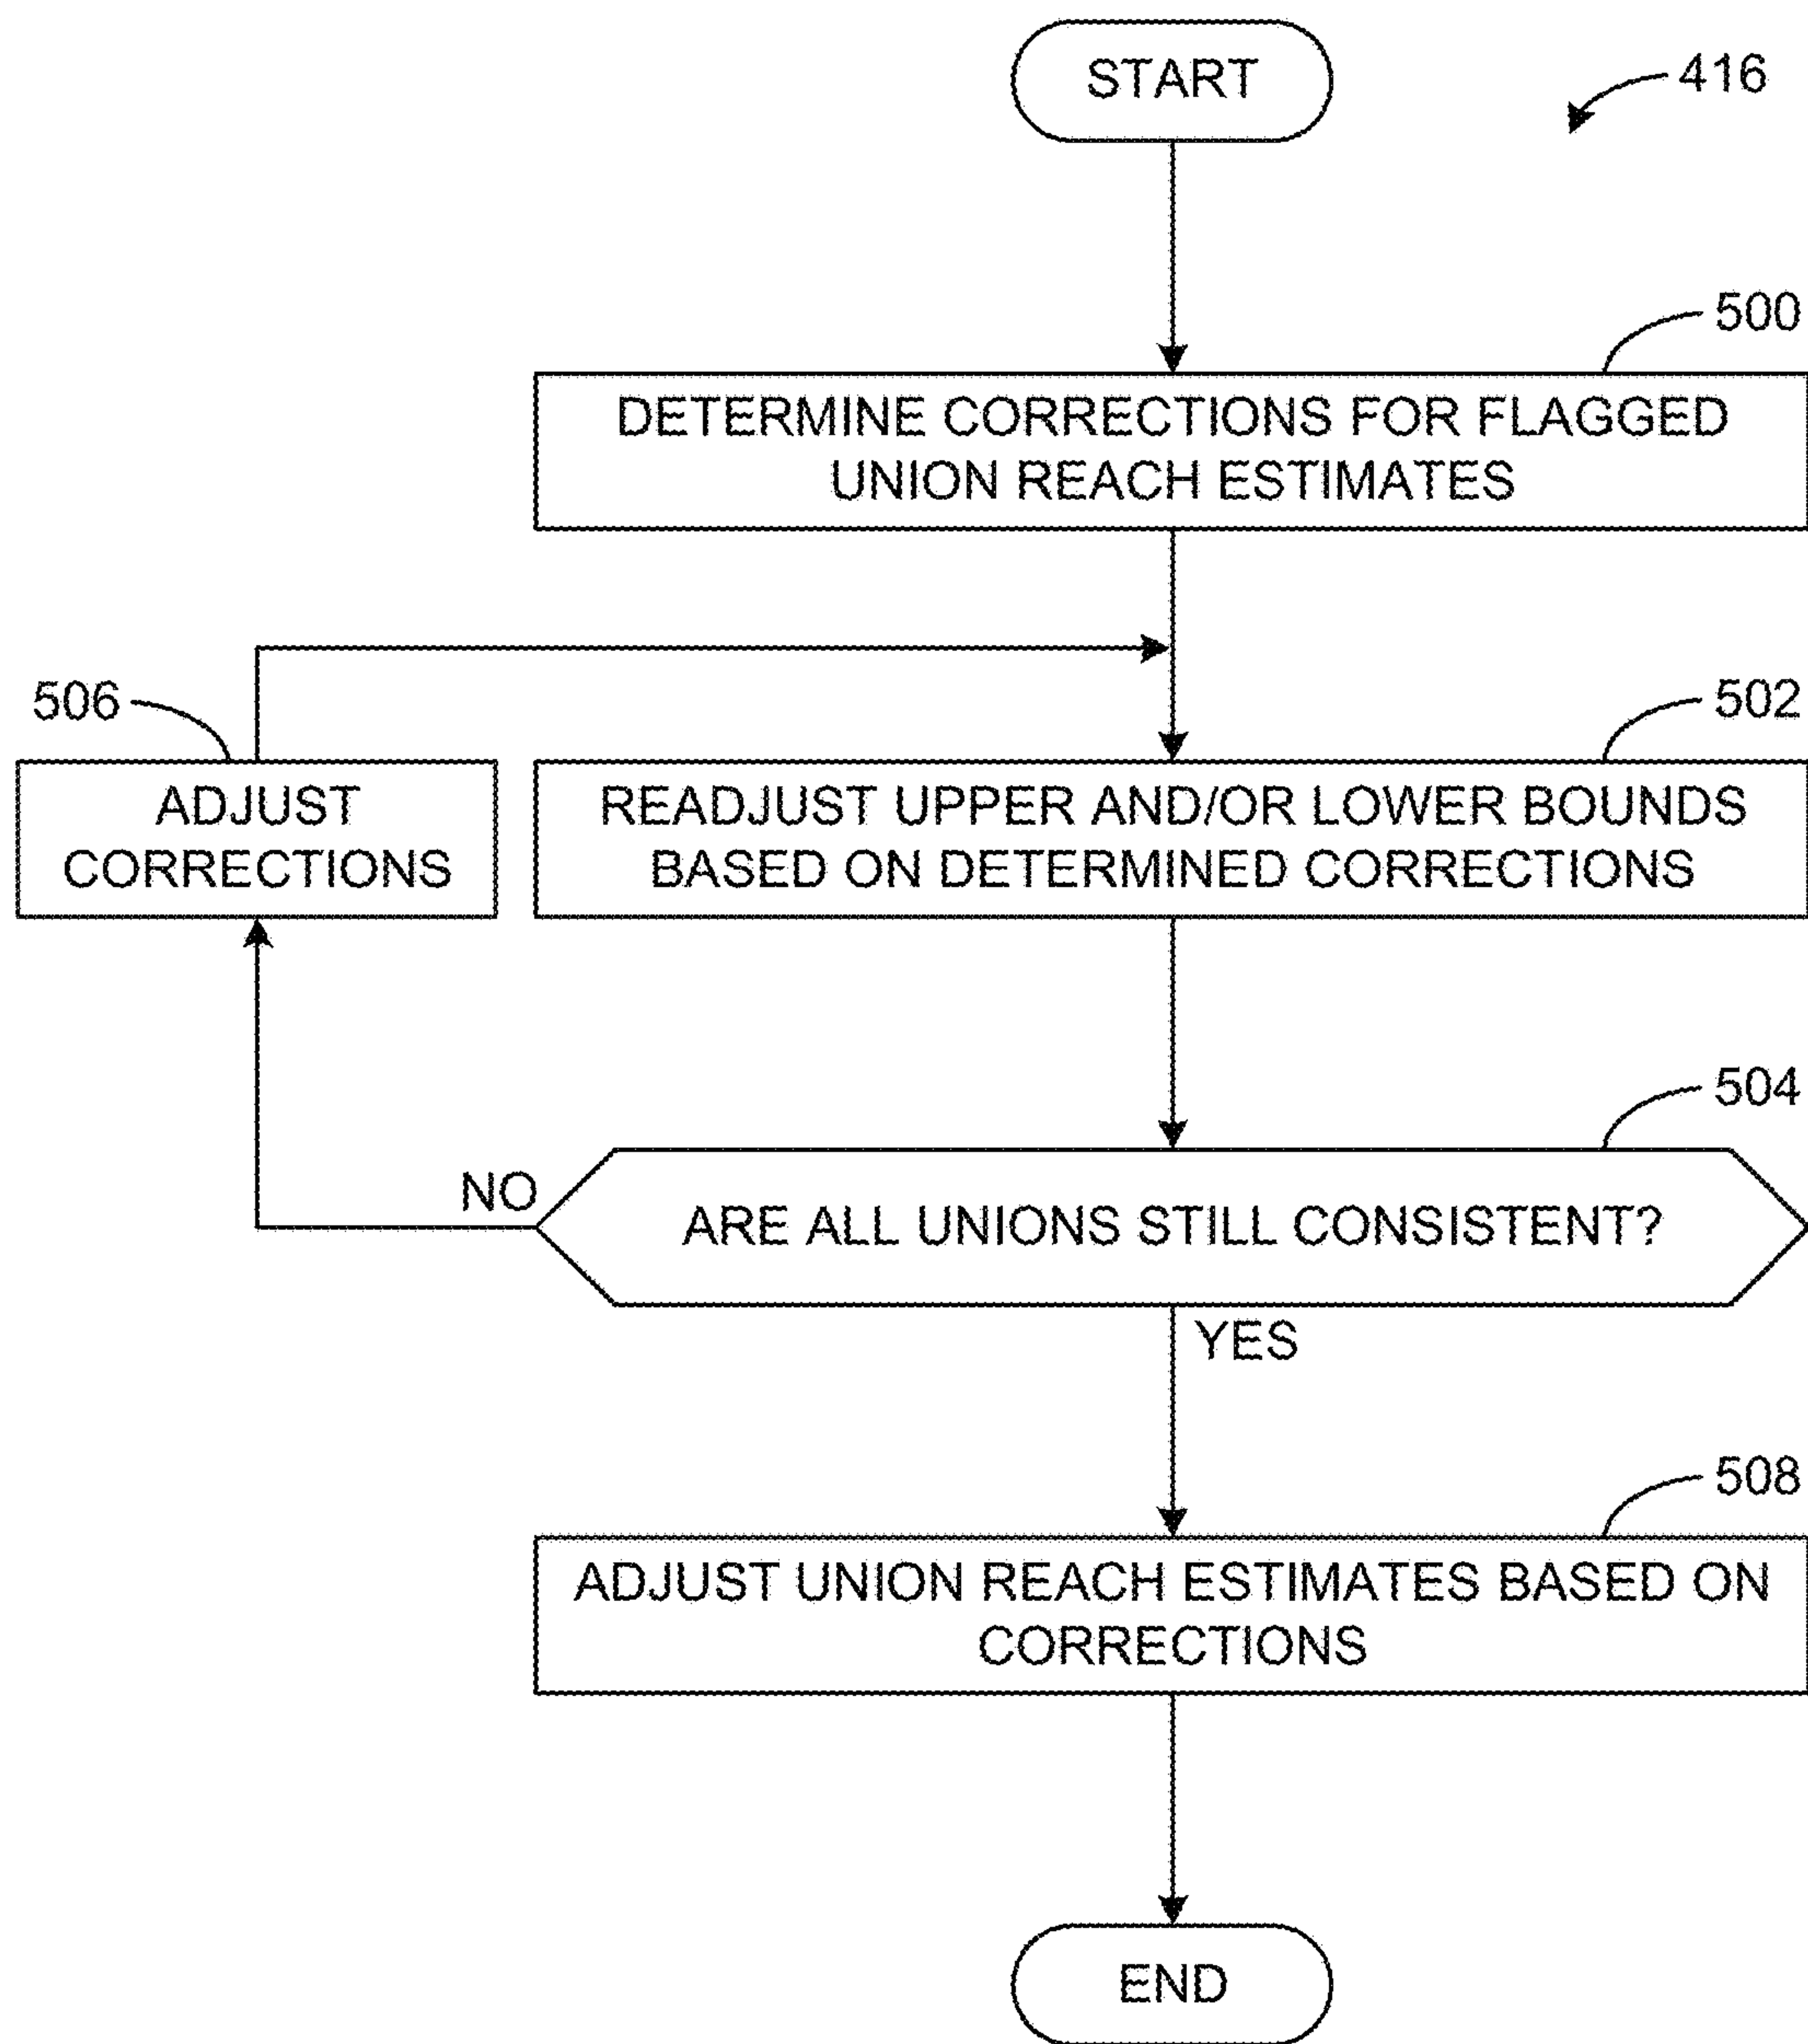 START
416
500
DETERMINE CORRECTIONS FOR FLAGGED
UNION REACH ESTIMATES
506
502
ADJUST
CORRECTIONS
READJUST UPPER AND/OR LOWER BOUNDS
BASED ON DETERMINED CORRECTIONS
504
NO
ARE ALL UNIONS STILL CONSISTENT?
YES
508
ADJUST UNION REACH ESTIMATES BASED ON
CORRECTIONS
END